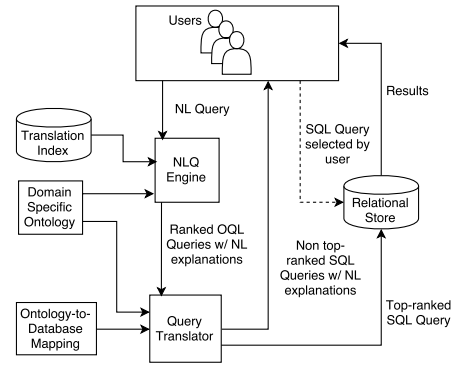 Users
NL Query
Results
Translation
Index
NLQ
Engine
SQL Query
selected by
user
Domain
Specific
Ontology
Relational
Store
Ranked OQL
Queries w/ NL
explanations
Non top-
ranked SQL
Queries w/ NL
explanations
Ontology-to-
Database
Mapping
Query
Translator
Top-ranked
SQL Query